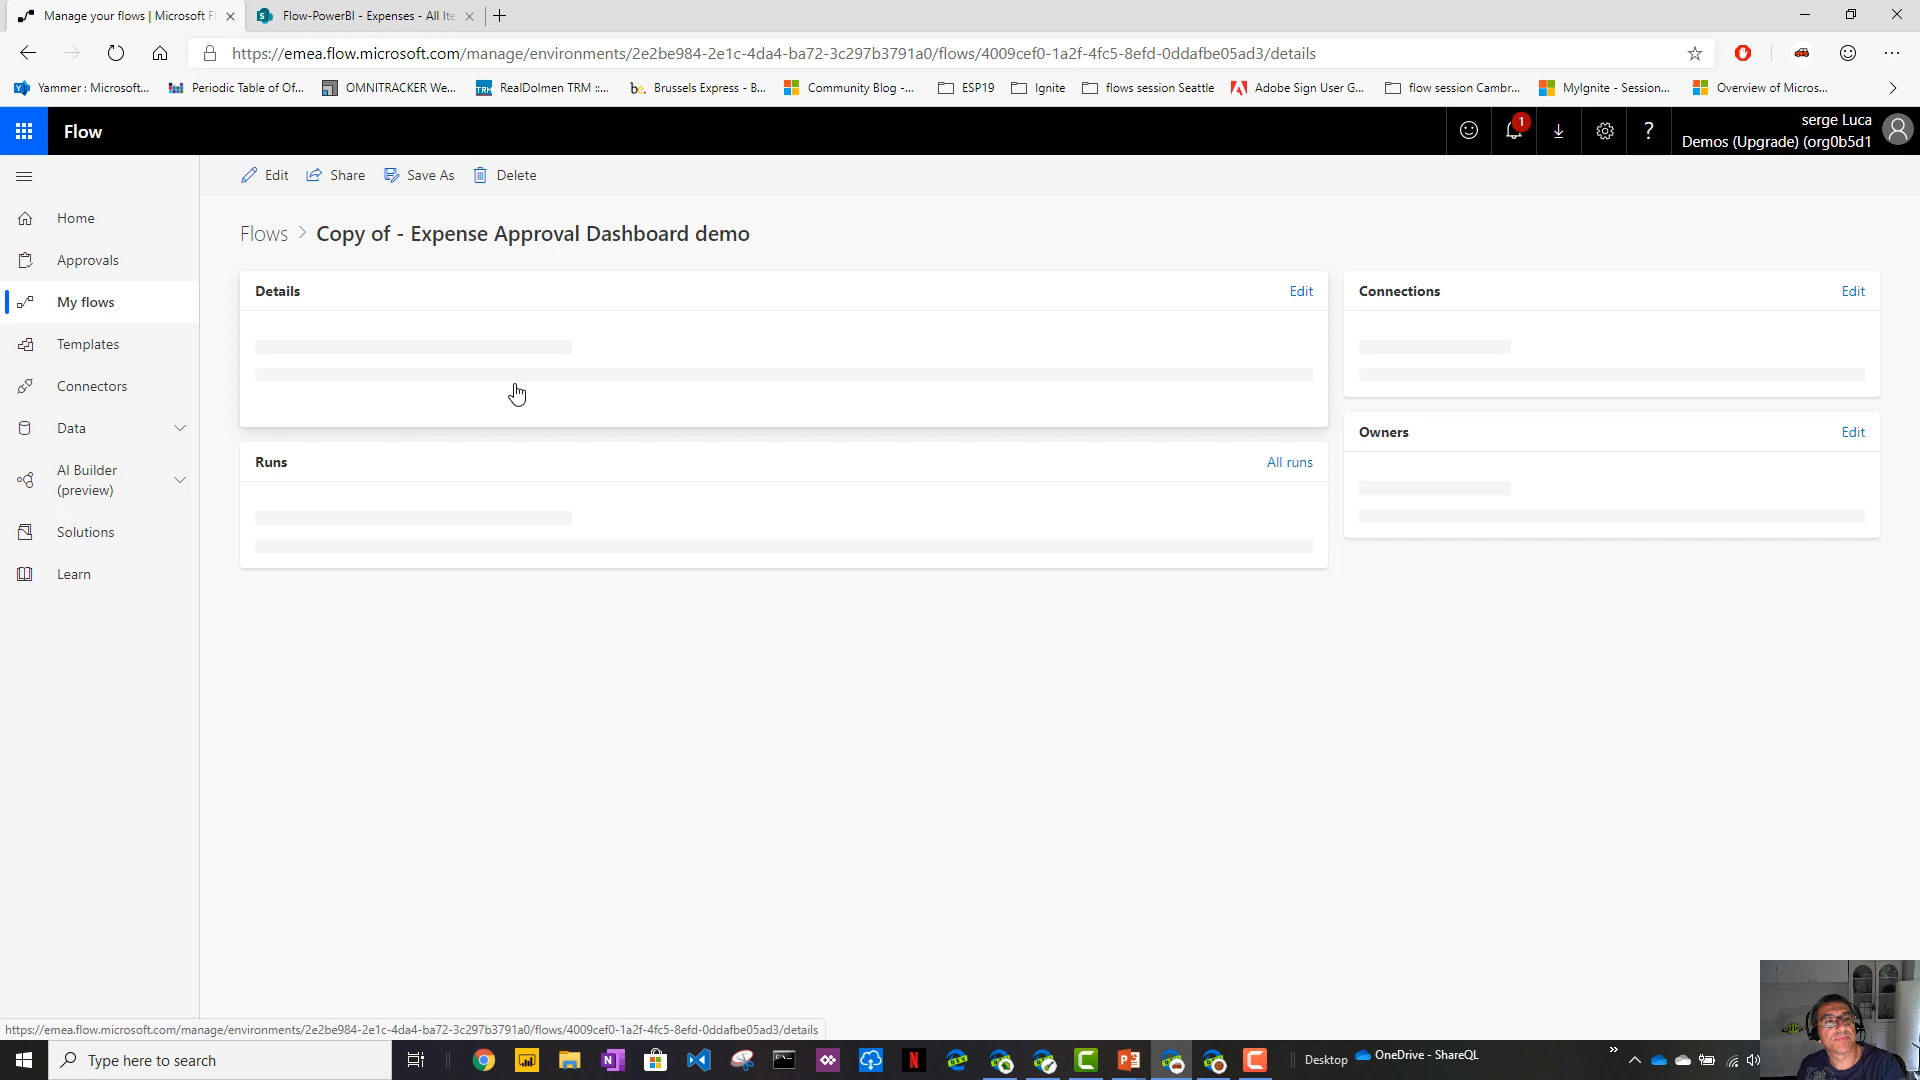 Manage your flows | Microsoft Fl
Flow-PowerBI - Expenses - All Ite
https://emea.flow.microsoft.com/manage/environments/2e2be984-2e1c-4da4-ba72-3c297b3791a0/flows/4009cef0-1a2f-4fc5-8efd-0ddafbe05ad3/details
Yammer : Microsoft...
Periodic Table of Of...
OMNITRACKER We...
TRM
RealDolmen TRM ::...
be.
Brussels Express - B...
Community Blog -...
ESP19
Ignite
flows session Seattle
Adobe Sign User G...
flow session Cambr...
MyIgnite - Session...
Overview of Micros...
Flow
1
?
serge Luca
Demos (Upgrade) (org0b5d1
Edit
Share
Save As
Delete
Home
Approvals
My flows
Templates
Connectors
Data
AI Builder
(preview)
Solutions
Learn
Flows > Copy of - Expense Approval Dashboard demo
Details
Edit
Connections
Edit
Runs
All runs
Owners
Edit
https://emea.flow.microsoft.com/manage/environments/2e2be984-2e1c-4da4-ba72-3c297b3791a0/flows/4009cef0-1a2f-4fc5-8efd-0ddafbe05ad3/details
Type here to search
Desktop
OneDrive - ShareQL